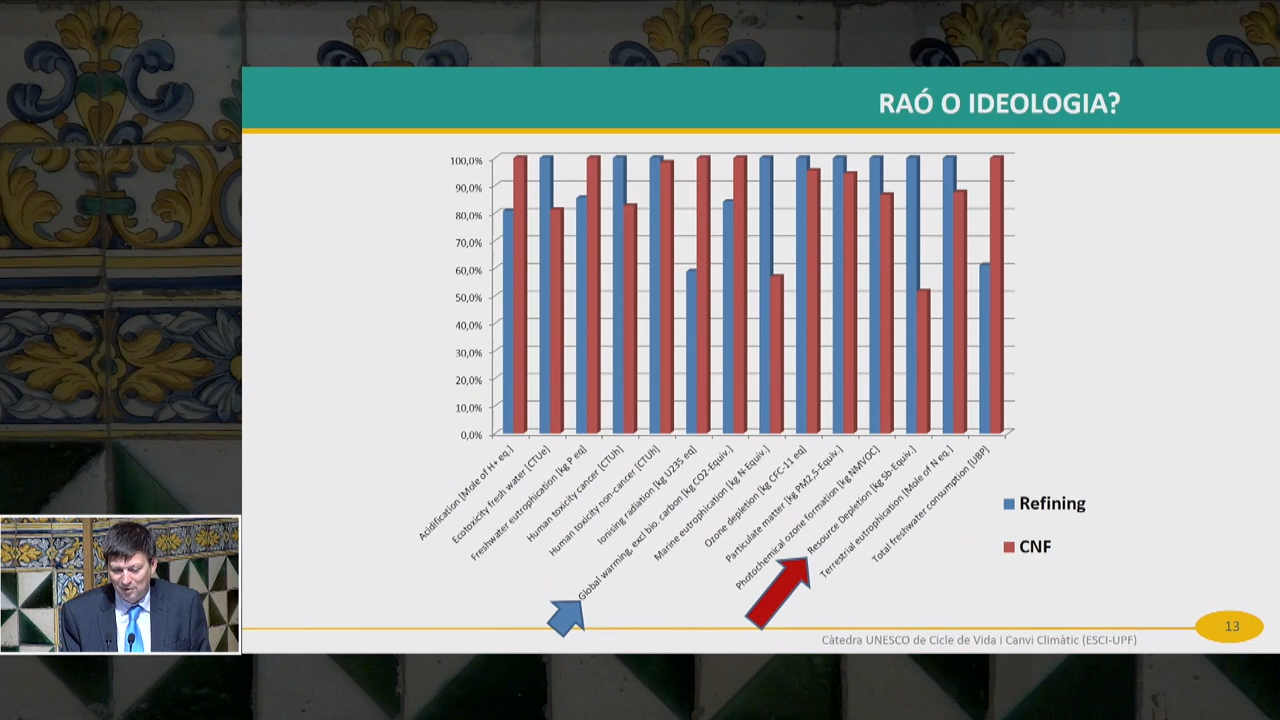 RAÓ O IDEOLOGIA?
100,0%
90,0%
80,0%
70,0%
60,0%
50,0%
40,0%
30,0%
20,0%
10,0%
0,0%
Acidification [Mole of H+ eq.]
Ecotoxicity fresh water [CTUe]
Freshwater eutrophication [kg P eq]
Human toxicity cancer [CTUh]
Human toxicity non-cancer [CTUh]
Ionising radiation [kg U235 eq]
Global warming, excl bio. carbon [kg CO2-Equiv.]
Marine eutrophication [kg N-Equiv.]
Ozone depletion [kg CFC-11 eq]
Particulate matter [kg PM2,5-Equiv.]
Photochemical ozone formation [kg NMVOC]
Resource Depletion [kg Sb-Equiv.]
Terrestrial eutrophication [Mole of N eq.]
Total freshwater consumption [UBP]
Refining
CNF
Càtedra UNESCO de Cicle de Vida i Canvi Climàtic (ESCI-UPF)
13